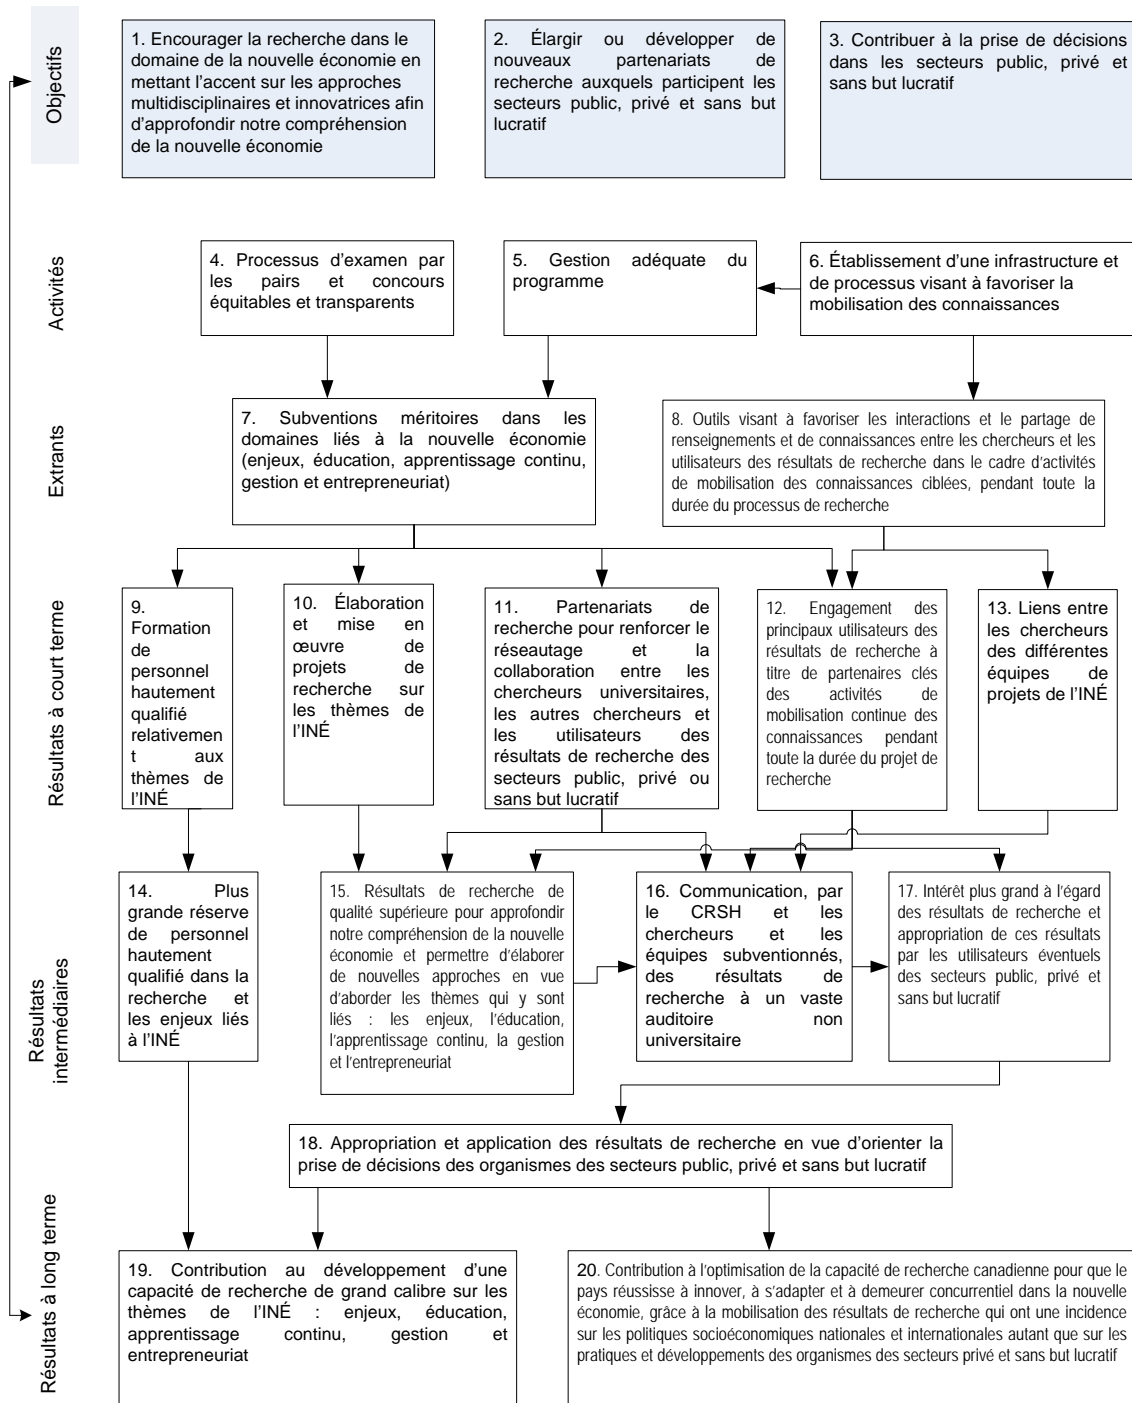 Objectifs
1. Encourager la recherche dans le
domaine de la nouvelle économie en
mettant l'accent sur les approches
multidisciplinaires et innovatrices afin
d'approfondir notre compréhension
de la nouvelle économie
2. Élargir ou développer de
nouveaux partenariats de
recherche auxquels participent les
secteurs public, privé et sans but
lucratif
3. Contribuer à la prise de décisions
dans les secteurs public, privé et
sans but lucratif
Activités
4. Processus d'examen par
les pairs et concours
équitables et transparents
5. Gestion adéquate du
programme
6. Établissement d'une infrastructure et
de processus visant à favoriser la
mobilisation des connaissances
Extrants
7. Subventions méritoires dans les
domaines liés à la nouvelle économie
(enjeux, éducation, apprentissage continu,
gestion et entrepreneuriat)
8. Outils visant à favoriser les interactions et le partage de
renseignements et de connaissances entre les chercheurs et les
utilisateurs des résultats de recherche dans le cadre d'activités
de mobilisation des connaissances ciblées, pendant toute la
durée du processus de recherche
Résultats à court terme
9.
Formation
de
personnel
hautement
qualifié
relativemen
t aux
thèmes de
l'INÉ
10. Élaboration
et mise en
œuvre de
projets de
recherche sur
les thèmes de
l'INÉ
11. Partenariats de
recherche pour renforcer le
réseautage et la
collaboration entre les
chercheurs universitaires,
les autres chercheurs et
les utilisateurs des
résultats de recherche des
secteurs public, privé ou
sans but lucratif
12. Engagement des
principaux utilisateurs des
résultats de recherche à
titre de partenaires clés
des activités de
mobilisation continue des
connaissances pendant
toute la durée du projet de
recherche
13. Liens entre
les chercheurs
des différentes
équipes de
projets de l'INÉ
Résultats
intermédiaires
14. Plus
grande réserve
de personnel
hautement
qualifié dans la
recherche et
les enjeux liés
à l'INÉ
15. Résultats de recherche de
qualité supérieure pour approfondir
notre compréhension de la nouvelle
économie et permettre d'élaborer
de nouvelles approches en vue
d'aborder les thèmes qui y sont
liés : les enjeux, l'éducation,
l'apprentissage continu, la gestion
et l'entrepreneuriat
16. Communication, par
le CRSH et les
chercheurs et les
équipes subventionnés,
des résultats de
recherche à un vaste
auditoire non
universitaire
17. Intérêt plus grand à l'égard
des résultats de recherche et
appropriation de ces résultats
par les utilisateurs éventuels
des secteurs public, privé et
sans but lucratif
18. Appropriation et application des résultats de recherche en vue d'orienter la
prise de décisions des organismes des secteurs public, privé et sans but lucratif
Résultats à long terme
19. Contribution au développement d'une
capacité de recherche de grand calibre sur les
thèmes de l'INÉ : enjeux, éducation,
apprentissage continu, gestion et
entrepreneuriat
20. Contribution à l'optimisation de la capacité de recherche canadienne pour que le
pays réussisse à innover, à s'adapter et à demeurer concurrentiel dans la nouvelle
économie, grâce à la mobilisation des résultats de recherche qui ont une incidence
sur les politiques socioéconomiques nationales et internationales autant que sur les
pratiques et développements des organismes des secteurs privé et sans but lucratif